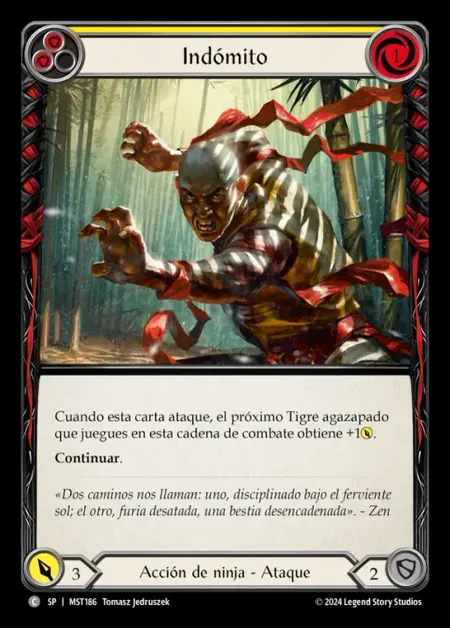 Indómito
1
Cuando esta carta ataque, el próximo Tigre agazapado
que juegues en esta cadena de combate obtiene +1.
Continuar.
«Dos caminos nos llaman: uno, disciplinado bajo el ferviente
sol; el otro, furia desatada, una bestia desencadenada». - Zen
3
Acción de ninja - Ataque
2
C SP | MST186 Tomasz Jedruszek
© 2024 Legend Story Studios